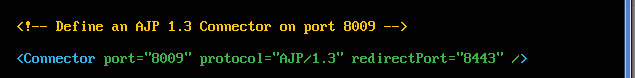 <!-- Define an AJP 1.3 Connector on port 8009 -->
<Connector port="8009" protocol="AJP/1.3" redirectPort="8443" />